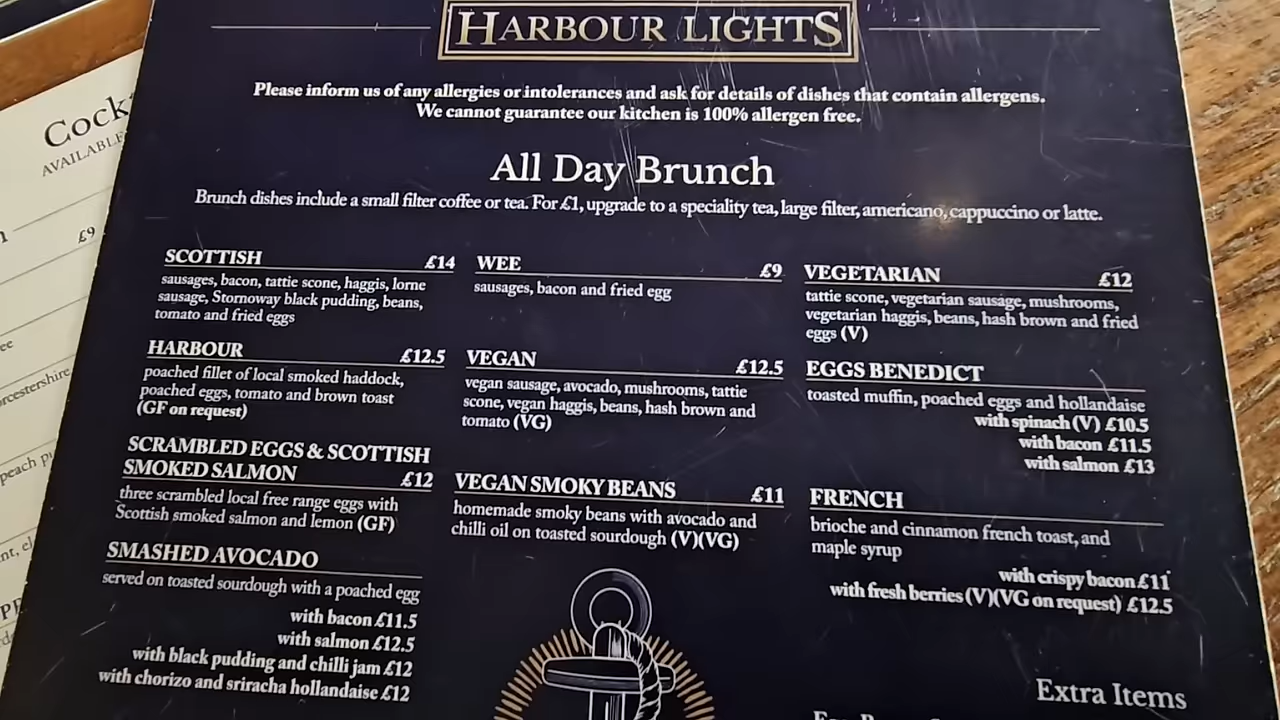 HARBOUR LIGHTS
Please inform us of any allergies or intolerances and ask for details of dishes that contain allergens.
We cannot guarantee our kitchen is 100% allergen free.
All Day Brunch
Brunch dishes include a small filter coffee or tea. For £1, upgrade to a speciality tea, large filter, americano, cappuccino or latte.
SCOTTISH £14
sausages, bacon, tattie scone, haggis, lorne
sausage, Stornoway black pudding, beans,
tomato and fried eggs
HARBOUR £12.5
poached fillet of local smoked haddock,
poached eggs, tomato and brown toast
(GF on request)
SCRAMBLED EGGS & SCOTTISH
SMOKED SALMON £12
three scrambled local free range eggs with
Scottish smoked salmon and lemon (GF)
SMASHED AVOCADO
served on toasted sourdough with a poached egg
with bacon £11.5
with salmon £12.5
with black pudding and chilli jam £12
with chorizo and sriracha hollandaise £12
WEE £9
sausages, bacon and fried egg
VEGAN £12.5
vegan sausage, avocado, mushrooms, tattie
scone, vegan haggis, beans, hash brown and
tomato (VG)
VEGAN SMOKY BEANS £11
homemade smoky beans with avocado and
chilli oil on toasted sourdough (V)(VG)
VEGETARIAN £12
tattie scone, vegetarian sausage, mushrooms,
vegetarian haggis, beans, hash brown and fried
eggs (V)
EGGS BENEDICT
toasted muffin, poached eggs and hollandaise
with spinach (V) £10.5
with bacon £11.5
with salmon £13
FRENCH
brioche and cinnamon french toast, and
maple syrup
with crispy bacon £11
with fresh berries (V)(VG on request) £12.5
Extra Items
AVAILABLE
£9
peach